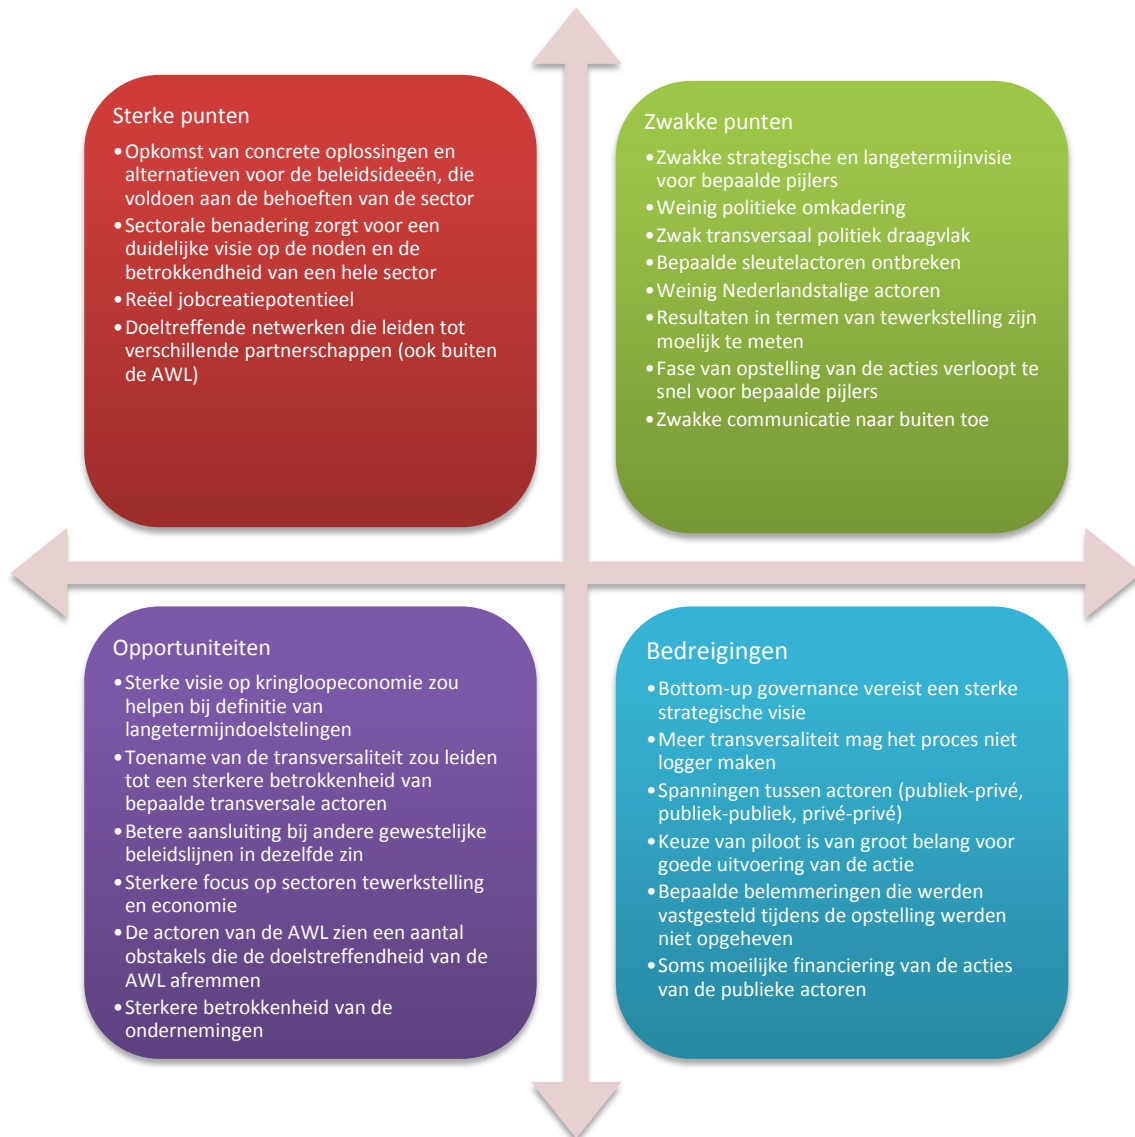 Sterke punten
•Opkomst van concrete oplossingen en
alternatieven voor de beleidsideeën, die
voldoen aan de behoeften van de sector
•Sectorale benadering zorgt voor een
duidelijke visie op de noden en de
betrokkendheid van een hele sector
•Reëel jobcreatiepotentieel
•Doeltreffende netwerken die leiden tot
verschillende partnerschappen (ook buiten
de AWL)
Zwakke punten
•Zwakke strategische en langetermijnvisie
voor bepaalde pijlers
•Weinig politieke omkadering
•Zwak transversaal politiek draagvlak
•Bepaalde sleutelactoren ontbreken
•Weinig Nederlandstalige actoren
•Resultaten in termen van tewerkstelling zijn
moelijk te meten
•Fase van opstelling van de acties verloopt te
snel voor bepaalde pijlers
•Zwakke communicatie naar buiten toe
Opportuniteiten
•Sterke visie op kringloopeconomie zou
helpen bij definitie van
langetermijndoelstelingen
•Toename van de transversaliteit zou leiden
tot een sterkere betrokkenheid van
bepaalde transversale actoren
•Betere aansluiting bij andere gewestelijke
beleidslijnen in dezelfde zin
•Sterkere focus op sectoren tewerkstelling
en economie
•De actoren van de AWL zien een aantal
obstakels die de doelstreffendheid van de
AWL afremmen
•Sterkere betrokkenheid van de
ondernemingen
Bedreigingen
•Bottom-up governance vereist een sterke
strategische visie
•Meer transversaliteit mag het proces niet
logger maken
•Spanningen tussen actoren (publiek-privé,
publiek-publiek, privé-privé)
•Keuze van piloot is van groot belang voor
goede uitvoering van de actie
•Bepaalde belemmeringen die werden
vastgesteld tijdens de opstelling werden
niet opgeheven
•Soms moeilijke financiering van de acties
van de publieke actoren